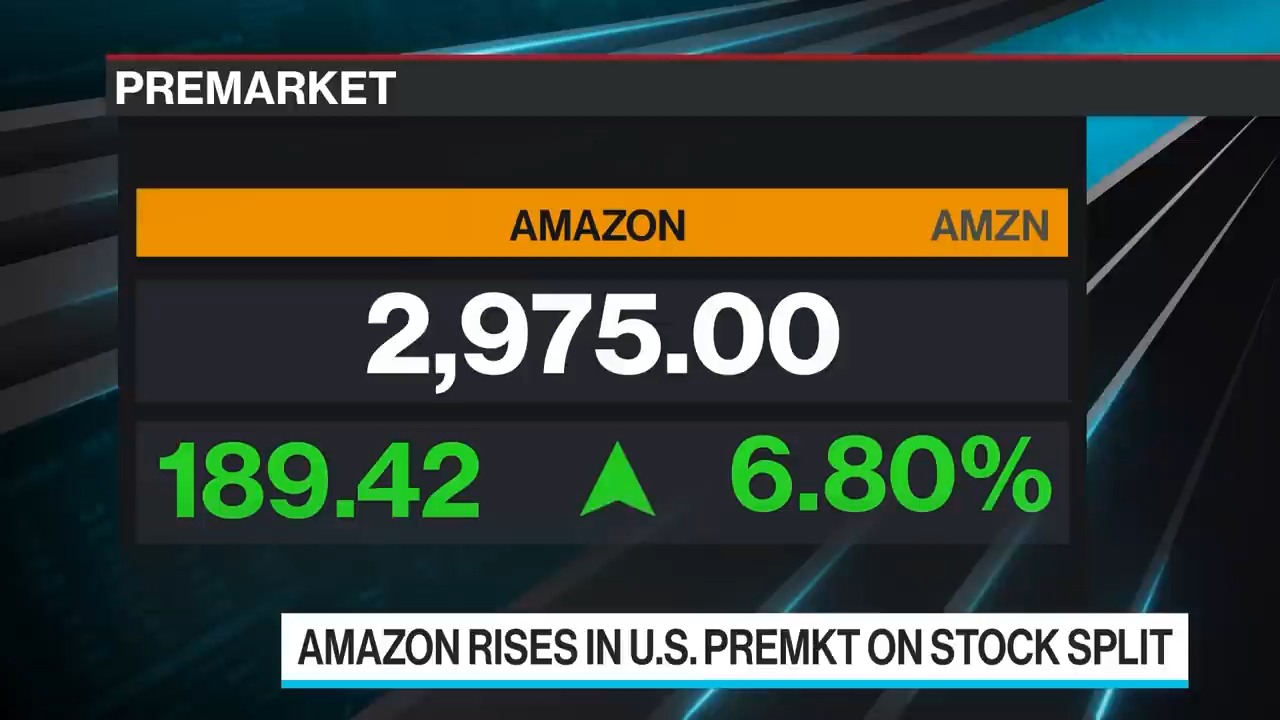 PREMARKET
AMAZON AMZN
2,975.00
189.42 ▲ 6.80%
AMAZON RISES IN U.S. PREMKT ON STOCK SPLIT